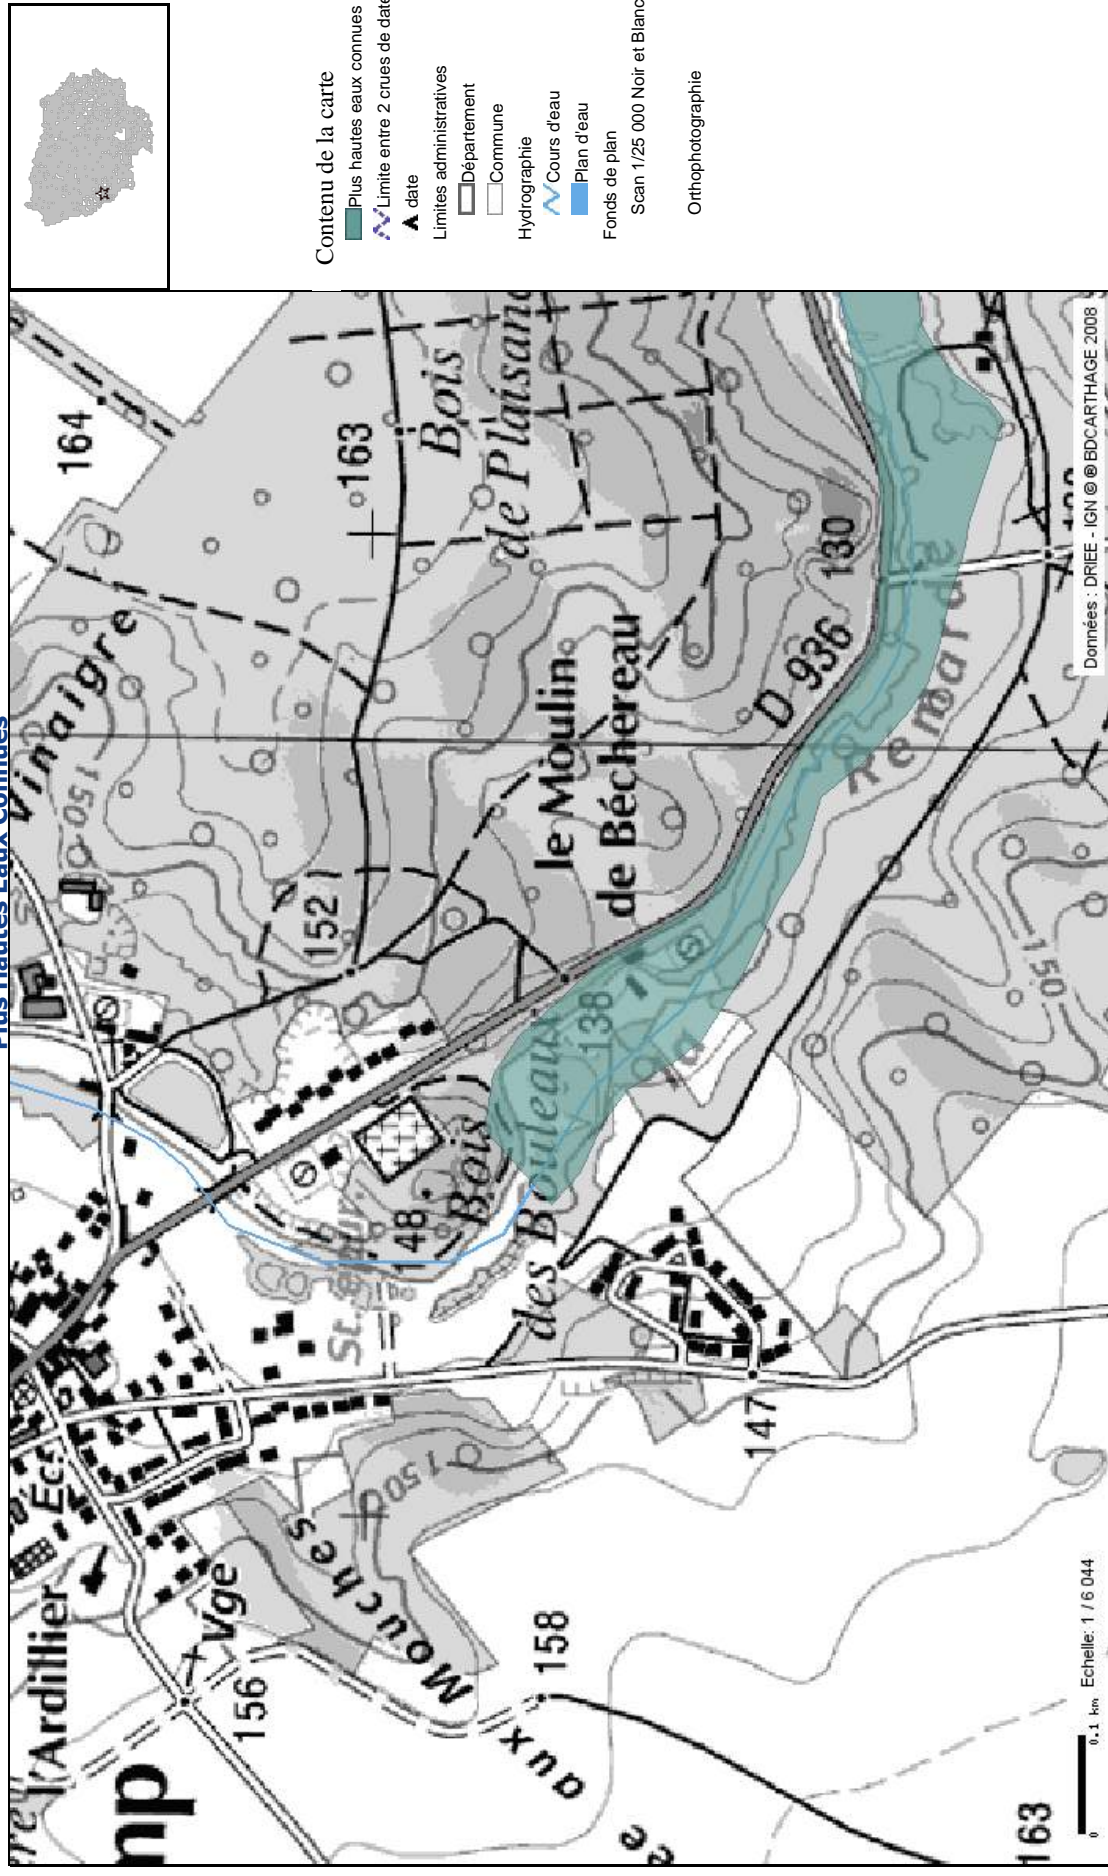 Plus Hautes Eaux Connues
Contenu de la carte
Plus hautes eaux connues
Limite entre 2 crues de date
date
Limites administratives
Département
Commune
Hydrographie
Cours d'eau
Plan d'eau
Fonds de plan
Scan 1/25 000 Noir et Blanc
Orthophotographie
l'Ardillier
mp
Vge
156
Mouches
aux
158
163
150
147
St.
148
Bois
des Bouleaux
138
152
Vinaigre
150
164
163
Bois
de Plaisanc
le Moulin
de Béchereau
D 936
130
Remarde
150
0
0.1 km
Echelle: 1 / 6 044
Données : DRIEE - IGN © ® BDCARTHAGE 2008